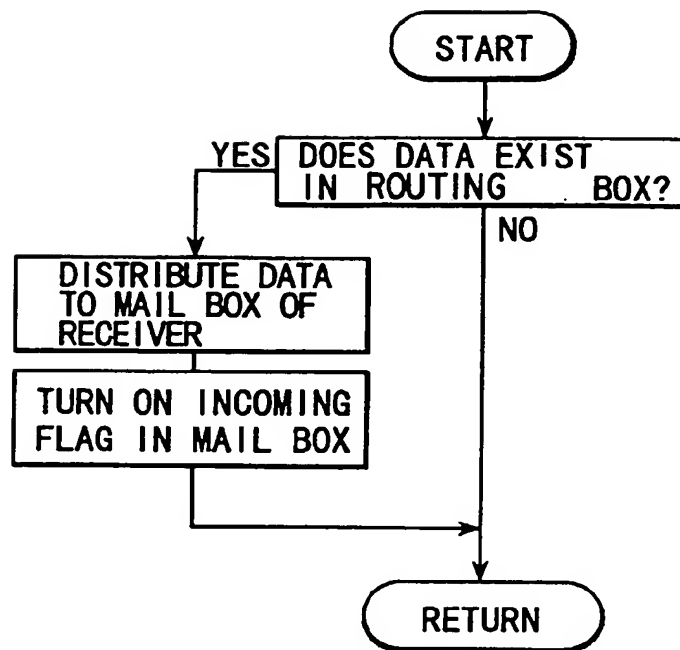 START
YES
DOES DATA EXIST
IN ROUTING BOX?
NO
DISTRIBUTE DATA
TO MAIL BOX OF
RECEIVER
TURN ON INCOMING
FLAG IN MAIL BOX
RETURN